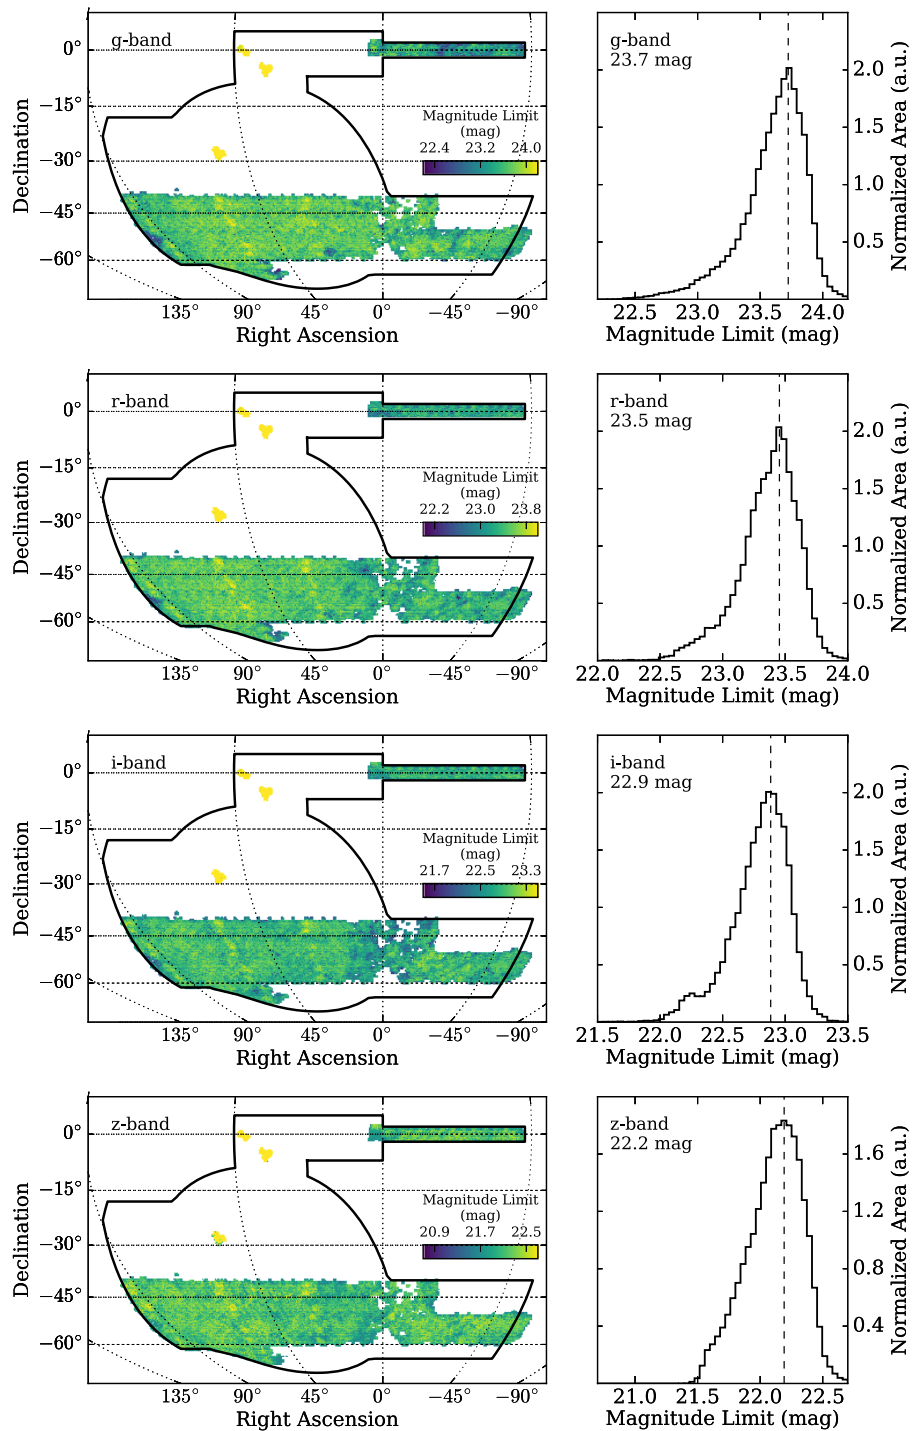 g-band
0°
−15°
−30°
−45°
−60°
Declination
Magnitude Limit
(mag)
22.4 23.2 24.0
135° 90° 45° 0° −45° −90°
Right Ascension
g-band
23.7 mag
2.0
1.5
1.0
0.5
Normalized Area (a.u.)
22.5 23.0 23.5 24.0
Magnitude Limit (mag)
r-band
0°
−15°
−30°
−45°
−60°
Declination
Magnitude Limit
(mag)
22.2 23.0 23.8
135° 90° 45° 0° −45° −90°
Right Ascension
r-band
23.5 mag
2.0
1.5
1.0
0.5
Normalized Area (a.u.)
22.0 22.5 23.0 23.5 24.0
Magnitude Limit (mag)
i-band
0°
−15°
−30°
−45°
−60°
Declination
Magnitude Limit
(mag)
21.7 22.5 23.3
135° 90° 45° 0° −45° −90°
Right Ascension
i-band
22.9 mag
2.0
1.5
1.0
0.5
Normalized Area (a.u.)
21.5 22.0 22.5 23.0 23.5
Magnitude Limit (mag)
z-band
0°
−15°
−30°
−45°
−60°
Declination
Magnitude Limit
(mag)
20.9 21.7 22.5
135° 90° 45° 0° −45° −90°
Right Ascension
z-band
22.2 mag
1.6
1.2
0.8
0.4
Normalized Area (a.u.)
21.0 21.5 22.0 22.5
Magnitude Limit (mag)